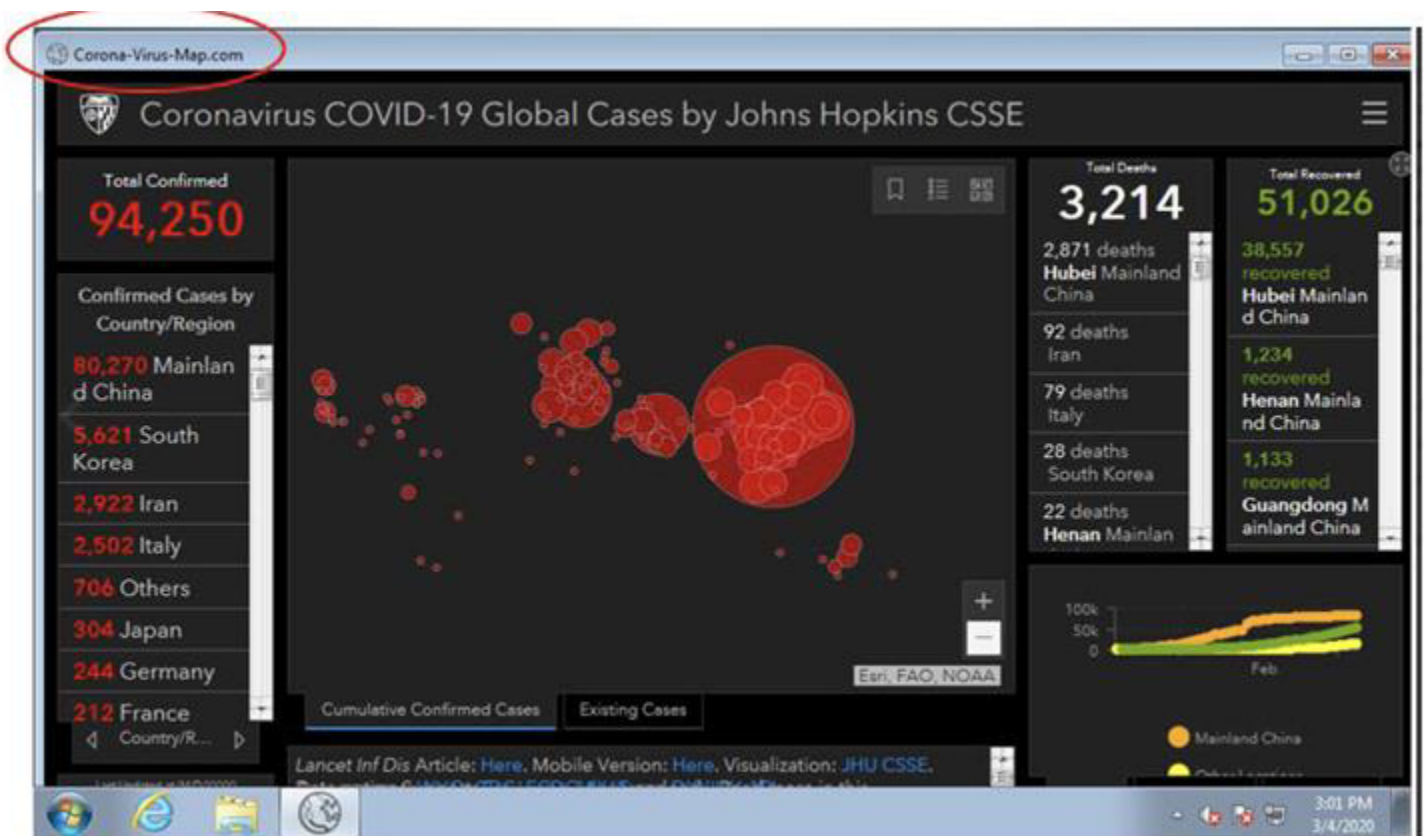 Corona-Virus-Map.com
Coronavirus COVID-19 Global Cases by Johns Hopkins CSSE
Total Confirmed
94,250
Confirmed Cases by
Country/Region
80,270 Mainlan
d China
5,621 South
Korea
2,922 Iran
2,502 Italy
706 Others
304 Japan
244 Germany
212 France
Country/R...
Cumulative Confirmed Cases
Existing Cases
Esri, FAO, NOAA
Lancet Inf Dis Article: Here. Mobile Version: Here. Visualization: JHU CSSE.
Total Deaths
3,214
2,871 deaths
Hubei Mainland
China
92 deaths
Iran
79 deaths
Italy
28 deaths
South Korea
22 deaths
Henan Mainlan
Total Recovered
51,026
38,557
recovered
Hubei Mainlan
d China
1,234
recovered
Henan Mainla
nd China
1,133
recovered
Guangdong M
ainland China
100k
50k
0
Feb
Mainland China
3:01 PM
3/4/2020